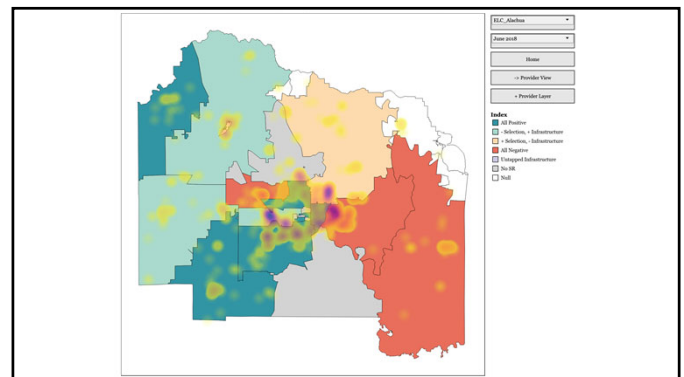 ELC_Alachua
June 2018
Home
-> Provider View
+ Provider Layer
Index
All Positive
- Selection, + Infrastructure
+ Selection, - Infrastructure
All Negative
Untapped Infrastructure
No SR
Null